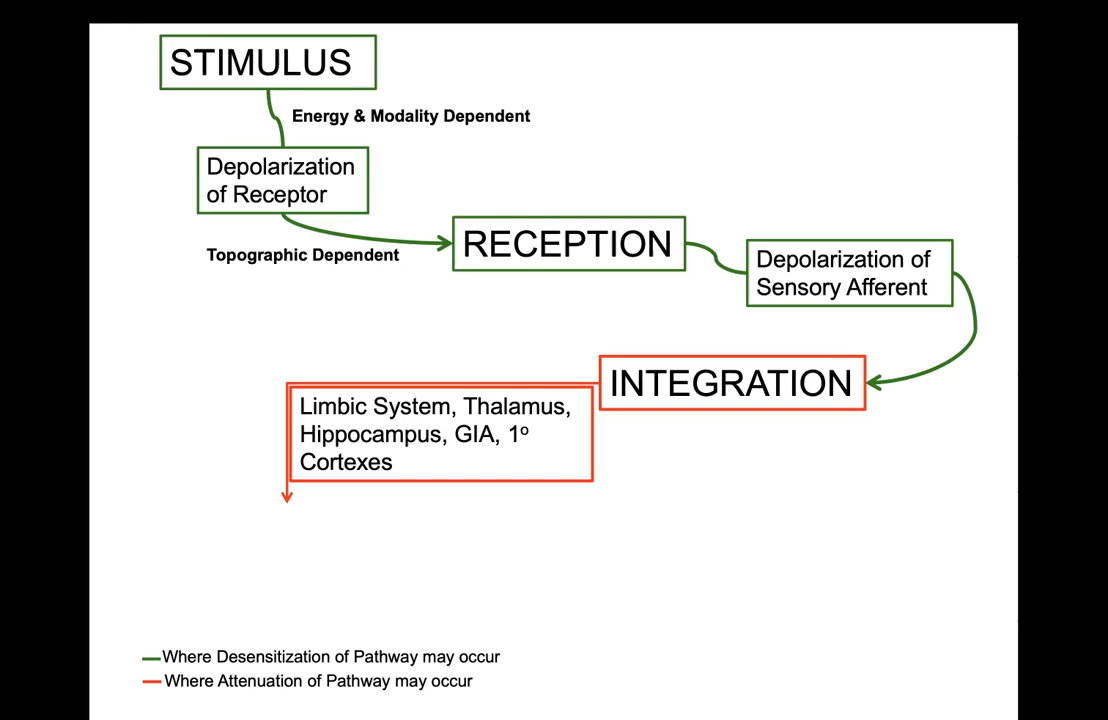 STIMULUS
Energy & Modality Dependent
Depolarization
of Receptor
Topographic Dependent
RECEPTION
Depolarization of
Sensory Afferent
INTEGRATION
Limbic System, Thalamus,
Hippocampus, GIA, 1º
Cortexes
Where Desensitization of Pathway may occur
Where Attenuation of Pathway may occur